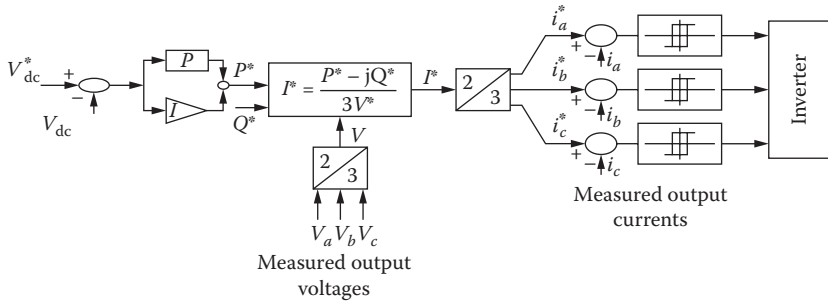 V*dc
+
−
Vdc
P
I
P*
Q*
I* = P* − jQ* / 3V*
V
2
3
Va Vb Vc
Measured output
voltages
I*
2
3
i*a
+
− ia
i*b
+
− ib
i*c
+
− ic
Measured output
currents
Inverter